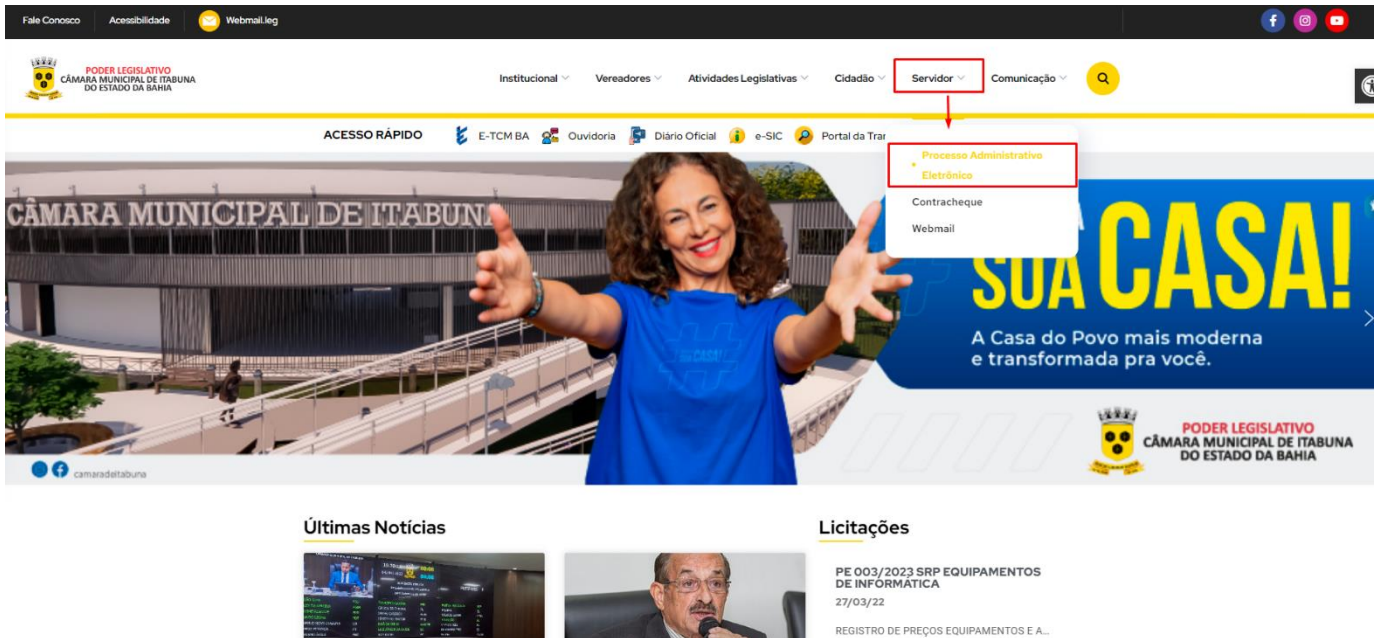 Fale Conosco Acessibilidade Webmail.leg
PODER LEGISLATIVO
CÂMARA MUNICIPAL DE ITABUNA
DO ESTADO DA BAHIA
Institucional Vereadores Atividades Legislativas Cidadão Servidor Comunicação
ACESSO RÁPIDO E-TCM BA Ouvidoria Diário Oficial e-SIC Portal da Trar
Processo Administrativo
Eletrônico
Contracheque
Webmail
CÂMARA MUNICIPAL DE ITABUN
SUA CASA!
A Casa do Povo mais moderna
e transformada pra você.
PODER LEGISLATIVO
CÂMARA MUNICIPAL DE ITABUNA
DO ESTADO DA BAHIA
camaradeitabuna
Últimas Notícias
Licitações
PE 003/2023 SRP EQUIPAMENTOS
DE INFORMÁTICA
27/03/22
REGISTRO DE PREÇOS EQUIPAMENTOS E A...